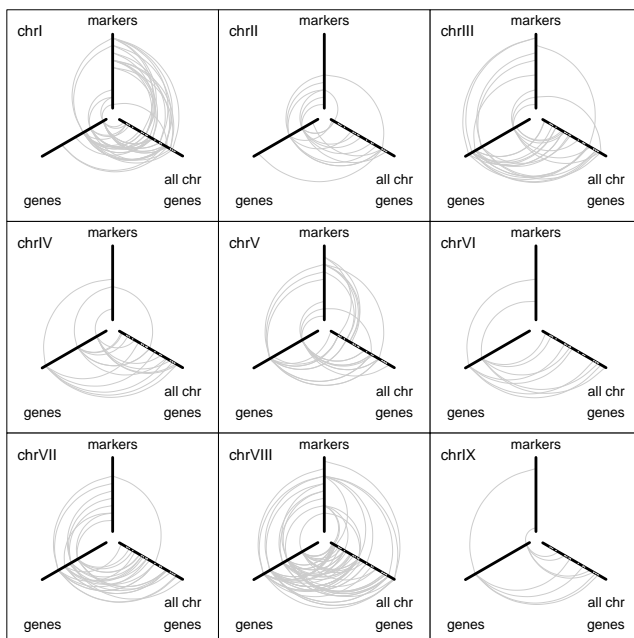 chrI
markers
genes
all chr
genes
chrII
markers
genes
all chr
genes
chrIII
markers
genes
all chr
genes
chrIV
markers
genes
all chr
genes
chrV
markers
genes
all chr
genes
chrVI
markers
genes
all chr
genes
chrVII
markers
genes
all chr
genes
chrVIII
markers
genes
all chr
genes
chrIX
markers
genes
all chr
genes